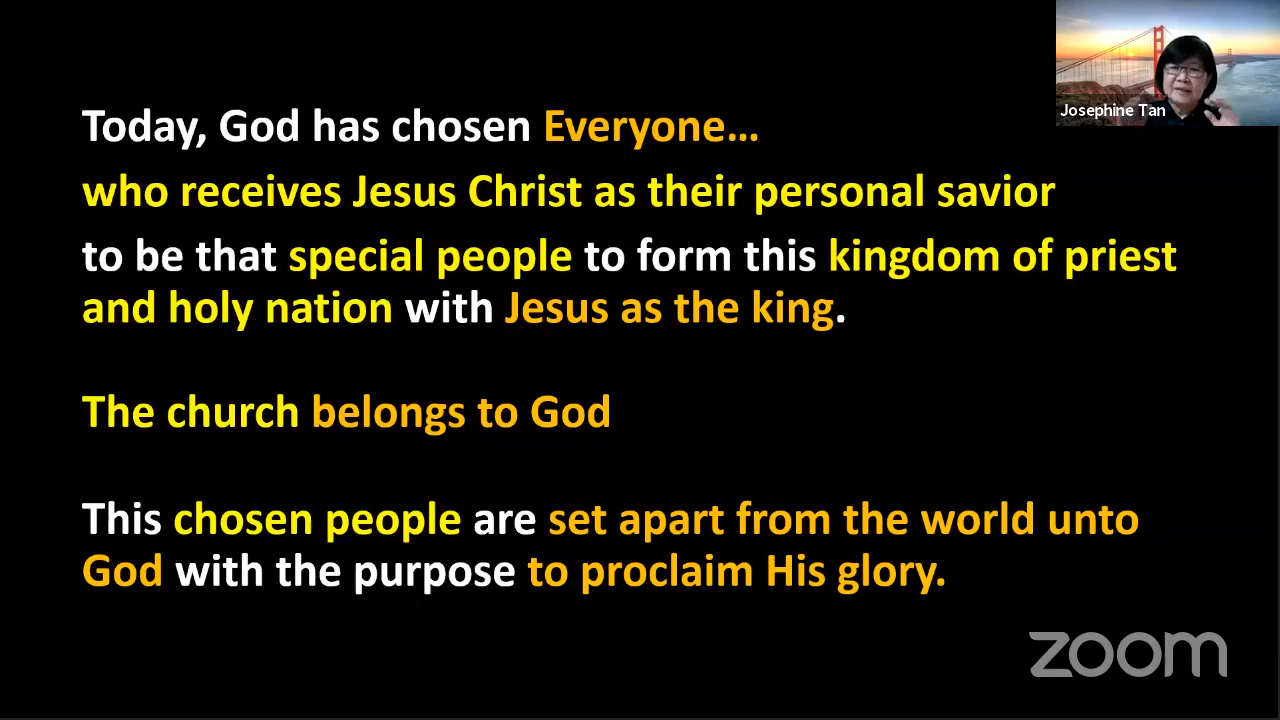 Josephine Tan
Today, God has chosen Everyone…
who receives Jesus Christ as their personal savior
to be that special people to form this kingdom of priest
and holy nation with Jesus as the king.
The church belongs to God
This chosen people are set apart from the world unto
God with the purpose to proclaim His glory.
zoom